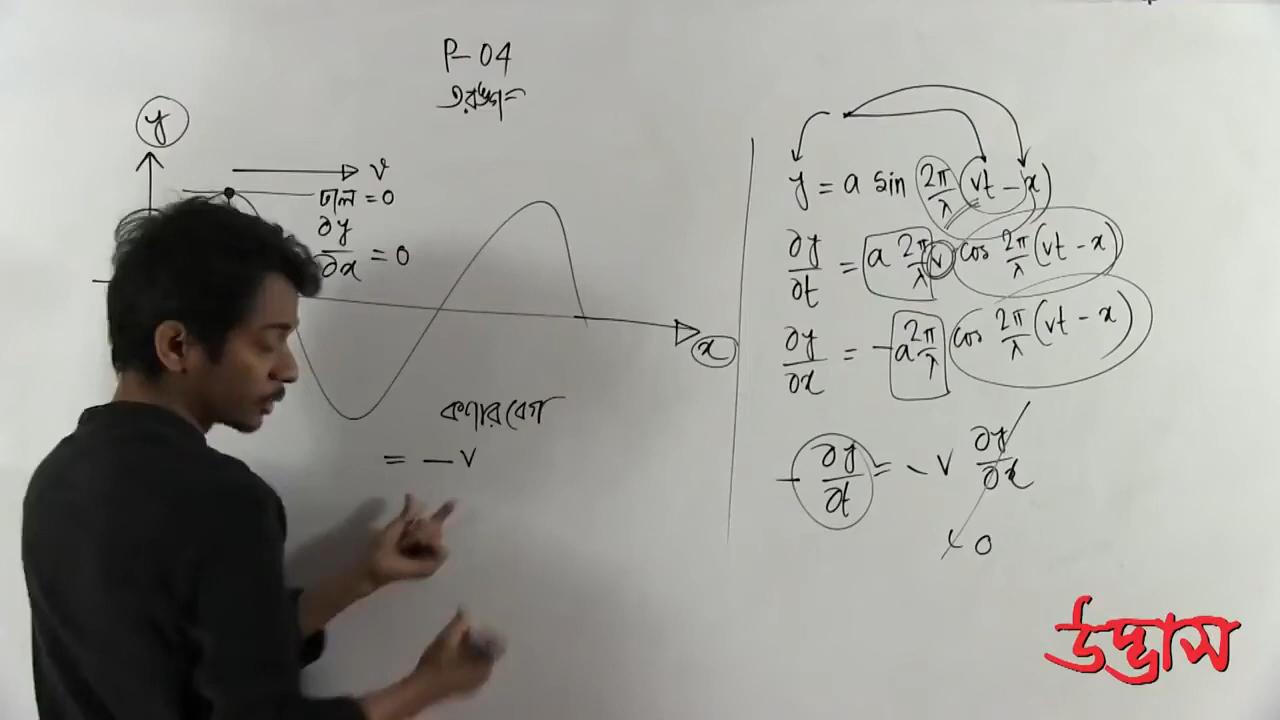 P-04
তরঙ্গ
y
v
ঢাল = 0
∂y/∂x = 0
x
কণার বেগ
= – v
y = a sin 2π/λ (vt – x)
∂y/∂t = a 2π/λ v cos 2π/λ (vt – x)
∂y/∂x = – a 2π/λ cos 2π/λ (vt – x)
– ∂y/∂t = – v ∂y/∂x
× 0
উদ্ভাস